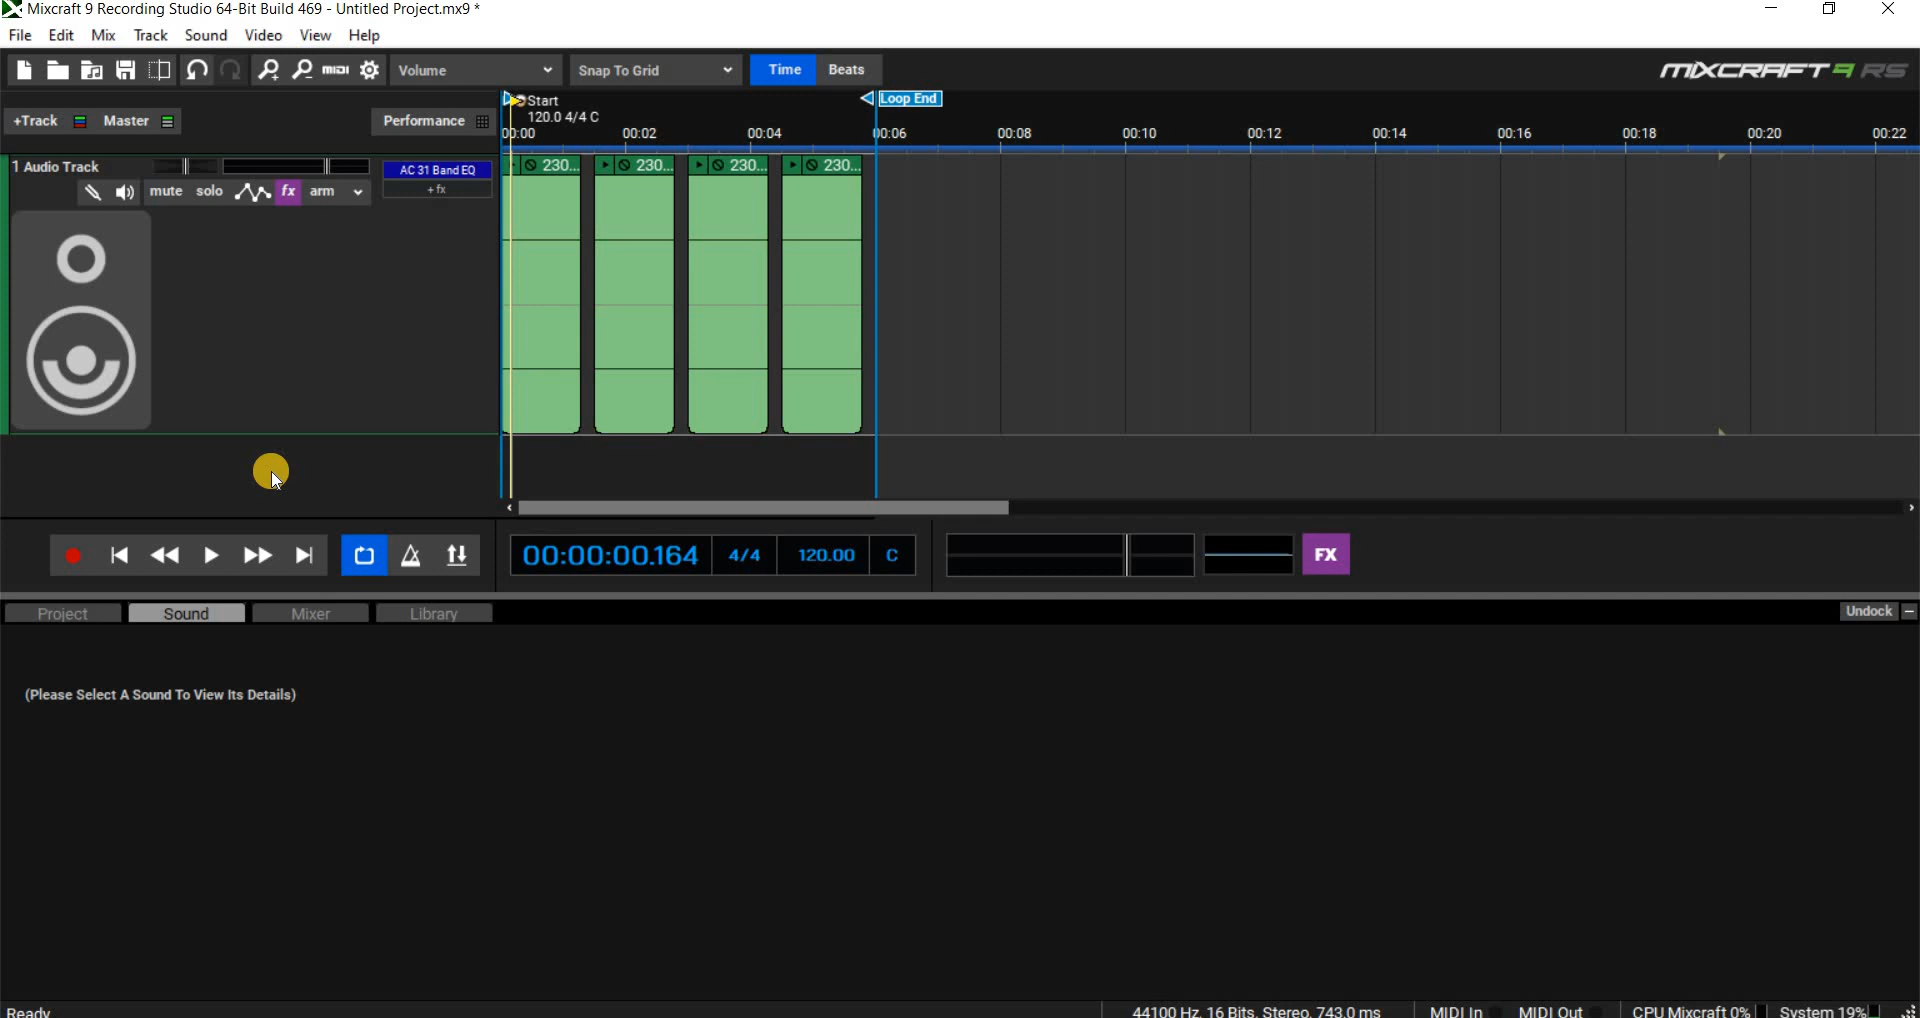 Mixcraft 9 Recording Studio 64-Bit Build 469 - Untitled Project.mx9 *
File Edit Mix Track Sound Video View Help
MIDI Volume Snap To Grid Time Beats MIXCRAFT 9 RS
+Track Master Performance
Start Loop End
120.0 4/4 C
00:00 00:02 00:04 00:06 00:08 00:10 00:12 00:14 00:16 00:18 00:20 00:22
1 Audio Track AC 31 Band EQ 230... 230... 230... 230...
mute solo fx arm + fx
00:00:00.164 4/4 120.00 C FX
Project Sound Mixer Library Undock
(Please Select A Sound To View Its Details)
Ready 44100 Hz, 16 Bits, Stereo, 743.0 ms MIDI In MIDI Out CPU Mixcraft 0% System 19%